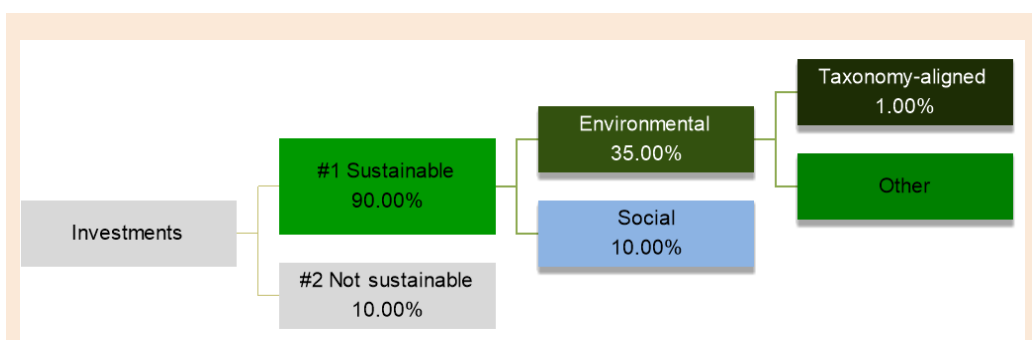 Investments
#1 Sustainable
90.00%
#2 Not sustainable
10.00%
Environmental
35.00%
Social
10.00%
Taxonomy-aligned
1.00%
Other